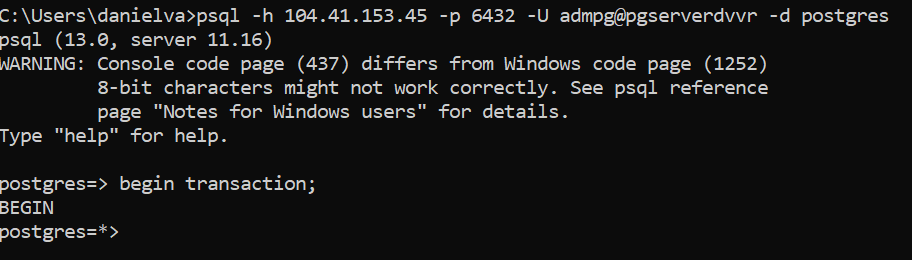 C:\Users\danielva>psql -h 104.41.153.45 -p 6432 -U admpg@pgserverdvvr -d postgres
psql (13.0, server 11.16)
WARNING: Console code page (437) differs from Windows code page (1252)
         8-bit characters might not work correctly. See psql reference
         page "Notes for Windows users" for details.
Type "help" for help.

postgres=> begin transaction;
BEGIN
postgres=*>